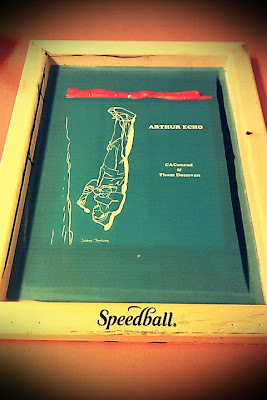 ARTHUR ECHO
CAConrad
&
Thom Donovan
Speedball.